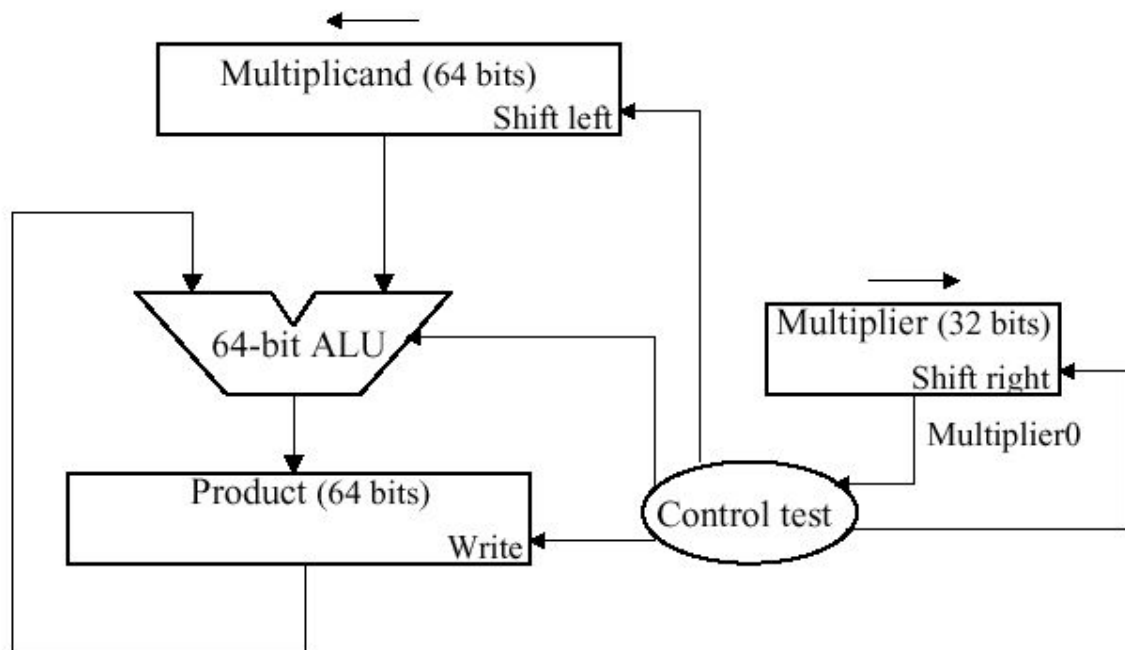 Multiplicand (64 bits)
Shift left
64-bit ALU
Multiplier (32 bits)
Shift right
Multiplier0
Product (64 bits)
Write
Control test